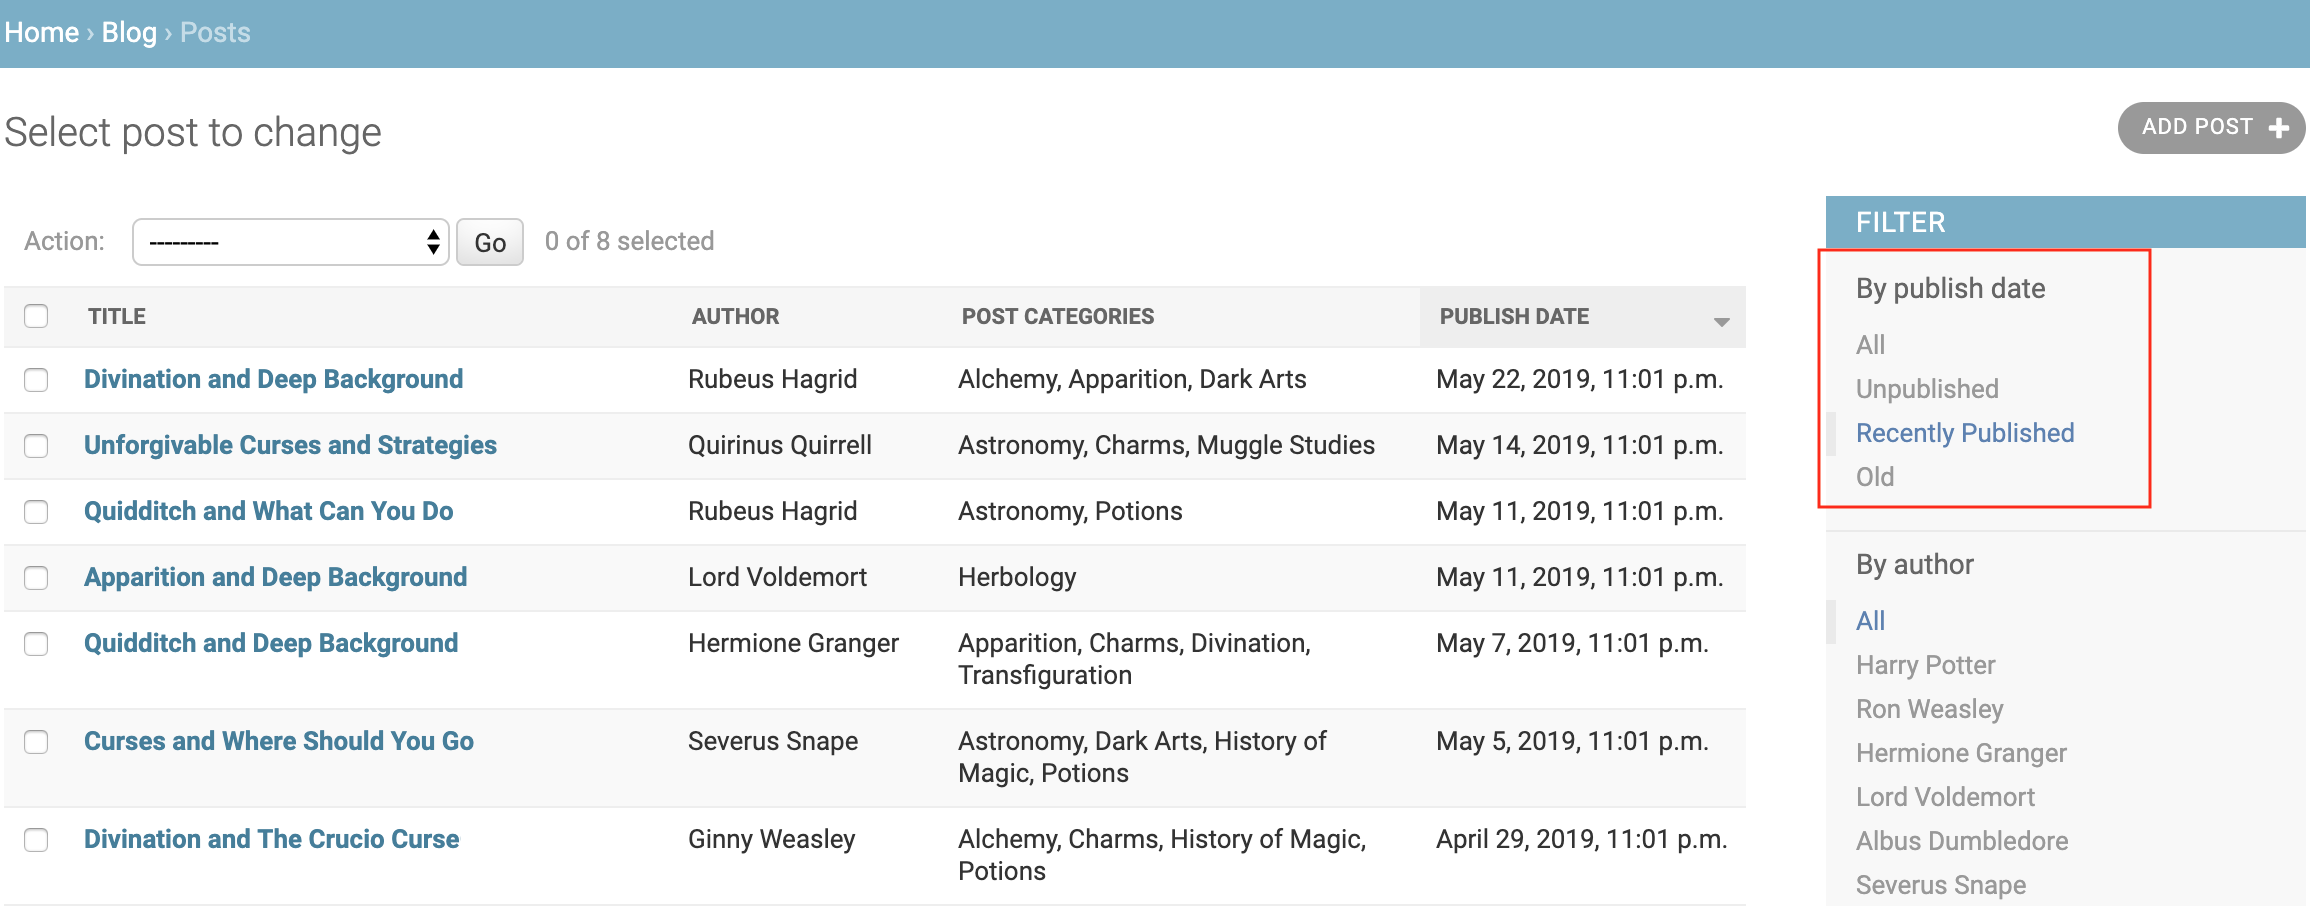 Home › Blog › Posts
Select post to change
ADD POST
Action: --------- Go 0 of 8 selected
TITLE AUTHOR POST CATEGORIES PUBLISH DATE
Divination and Deep Background Rubeus Hagrid Alchemy, Apparition, Dark Arts May 22, 2019, 11:01 p.m.
Unforgivable Curses and Strategies Quirinus Quirrell Astronomy, Charms, Muggle Studies May 14, 2019, 11:01 p.m.
Quidditch and What Can You Do Rubeus Hagrid Astronomy, Potions May 11, 2019, 11:01 p.m.
Apparition and Deep Background Lord Voldemort Herbology May 11, 2019, 11:01 p.m.
Quidditch and Deep Background Hermione Granger Apparition, Charms, Divination, May 7, 2019, 11:01 p.m.
Transfiguration
Curses and Where Should You Go Severus Snape Astronomy, Dark Arts, History of May 5, 2019, 11:01 p.m.
Magic, Potions
Divination and The Crucio Curse Ginny Weasley Alchemy, Charms, History of Magic, April 29, 2019, 11:01 p.m.
Potions
FILTER
By publish date
All
Unpublished
Recently Published
Old
By author
All
Harry Potter
Ron Weasley
Hermione Granger
Lord Voldemort
Albus Dumbledore
Severus Snape